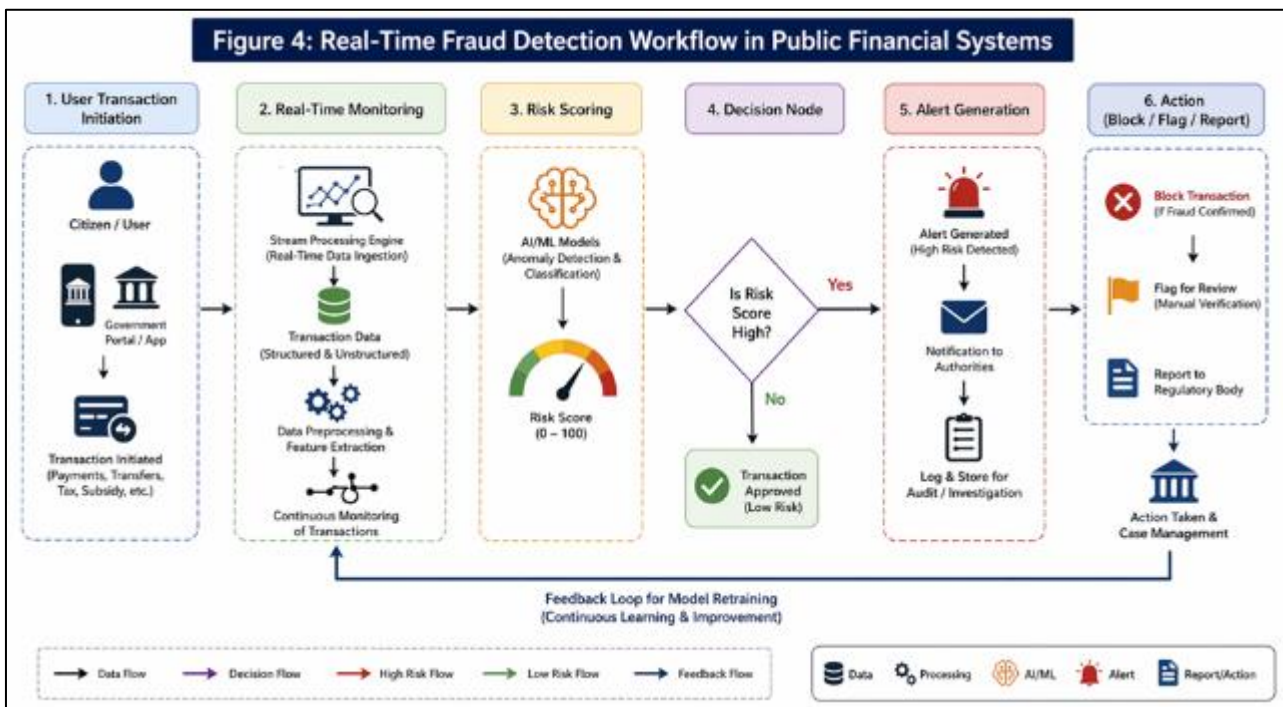 Figure 4: Real-Time Fraud Detection Workflow in Public Financial Systems
1. User Transaction
Initiation
Citizen / User
Government
Portal / App
Transaction Initiated
(Payments, Transfers,
Tax, Subsidy, etc.)
2. Real-Time Monitoring
Stream Processing Engine
(Real-Time Data Ingestion)
Transaction Data
(Structured & Unstructured)
Data Preprocessing &
Feature Extraction
Continuous Monitoring
of Transactions
3. Risk Scoring
AI/ML Models
(Anomaly Detection &
Classification)
Risk Score
(0 – 100)
4. Decision Node
Is Risk
Score
High?
Yes
No
Transaction
Approved
(Low Risk)
5. Alert Generation
Alert Generated
(High Risk Detected)
Notification to
Authorities
Log & Store for
Audit / Investigation
6. Action
(Block / Flag / Report)
Block Transaction
(If Fraud Confirmed)
Flag for Review
(Manual Verification)
Report to
Regulatory Body
Action Taken &
Case Management
Feedback Loop for Model Retraining
(Continuous Learning & Improvement)
Data Flow
Decision Flow
High Risk Flow
Low Risk Flow
Feedback Flow
Data
Processing
AI/ML
Alert
Report/Action